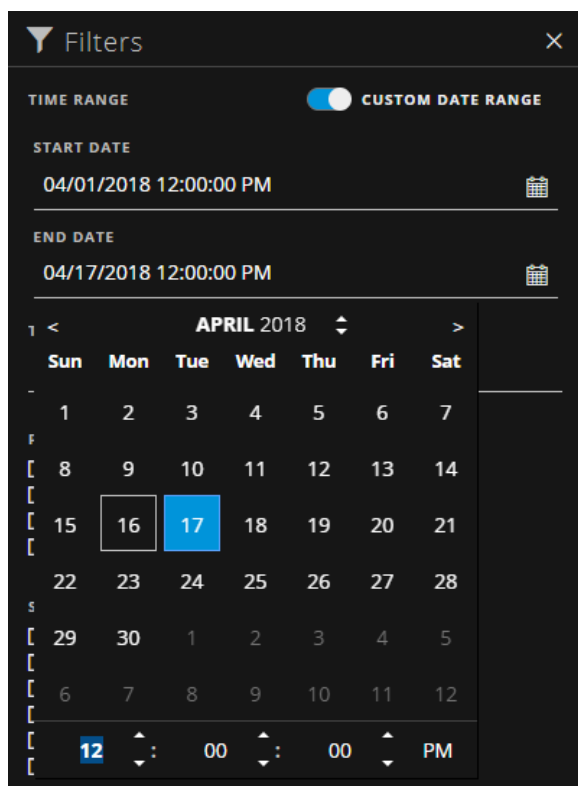 Filters
TIME RANGE CUSTOM DATE RANGE
START DATE
04/01/2018 12:00:00 PM
END DATE
04/17/2018 12:00:00 PM
< APRIL 2018 >
Sun Mon Tue Wed Thu Fri Sat
1 2 3 4 5 6 7
8 9 10 11 12 13 14
15 16 17 18 19 20 21
22 23 24 25 26 27 28
29 30 1 2 3 4 5
6 7 8 9 10 11 12
12 : 00 : 00 PM